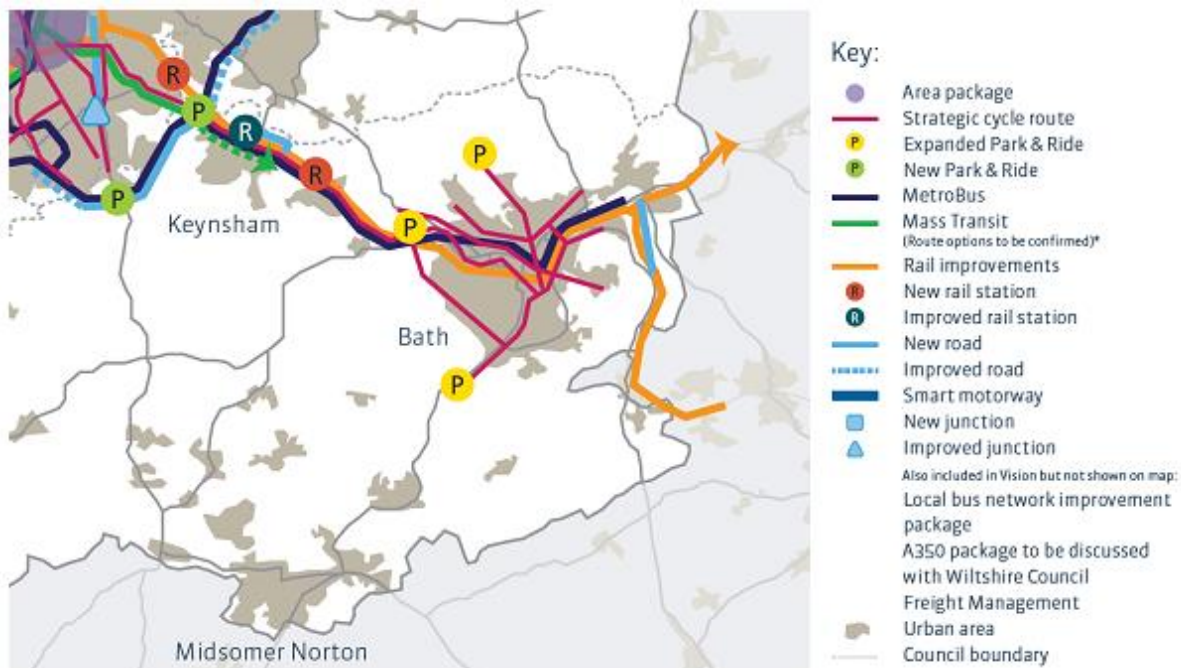 R
P
R
R
P
Keynsham
P
P
Bath
P
Midsomer Norton
Key:
Area package
Strategic cycle route
P Expanded Park & Ride
P New Park & Ride
MetroBus
Mass Transit
(Route options to be confirmed)*
Rail improvements
R New rail station
R Improved rail station
New road
Improved road
Smart motorway
New junction
Improved junction
Also included in Vision but not shown on map:
Local bus network improvement
package
A350 package to be discussed
with Wiltshire Council
Freight Management
Urban area
Council boundary